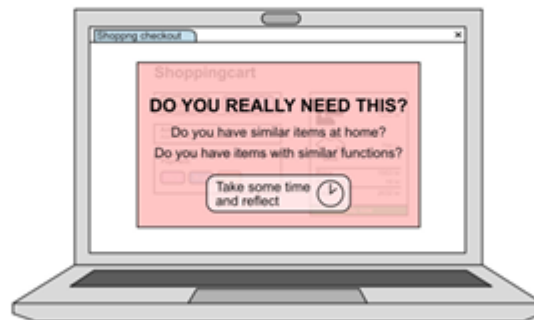 Shoppng checkout
Shoppingcart
DO YOU REALLY NEED THIS?
Do you have similar items at home?
Do you have items with similar functions?
Take some time
and reflect